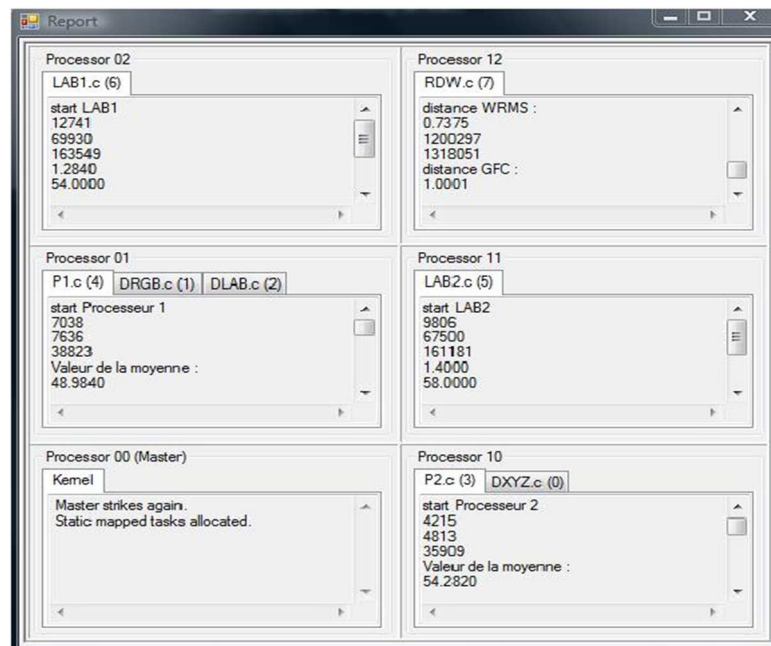 Report
Processor 02
LAB1.c (6)
start LAB1
12741
69930
163549
1.2840
54.0000
Processor 12
RDW.c (7)
distance WRMS :
0.7375
1200297
1318051
distance GFC :
1.0001
Processor 01
P1.c (4) DRGB.c (1) DLAB.c (2)
start Processeur 1
7038
7636
38823
Valeur de la moyenne :
48.9840
Processor 11
LAB2.c (5)
start LAB2
9806
67500
161181
1.4000
58.0000
Processor 00 (Master)
Kernel
Master strikes again.
Static mapped tasks allocated.
Processor 10
P2.c (3) DXYZ.c (0)
start Processeur 2
4215
4813
35909
Valeur de la moyenne :
54.2820